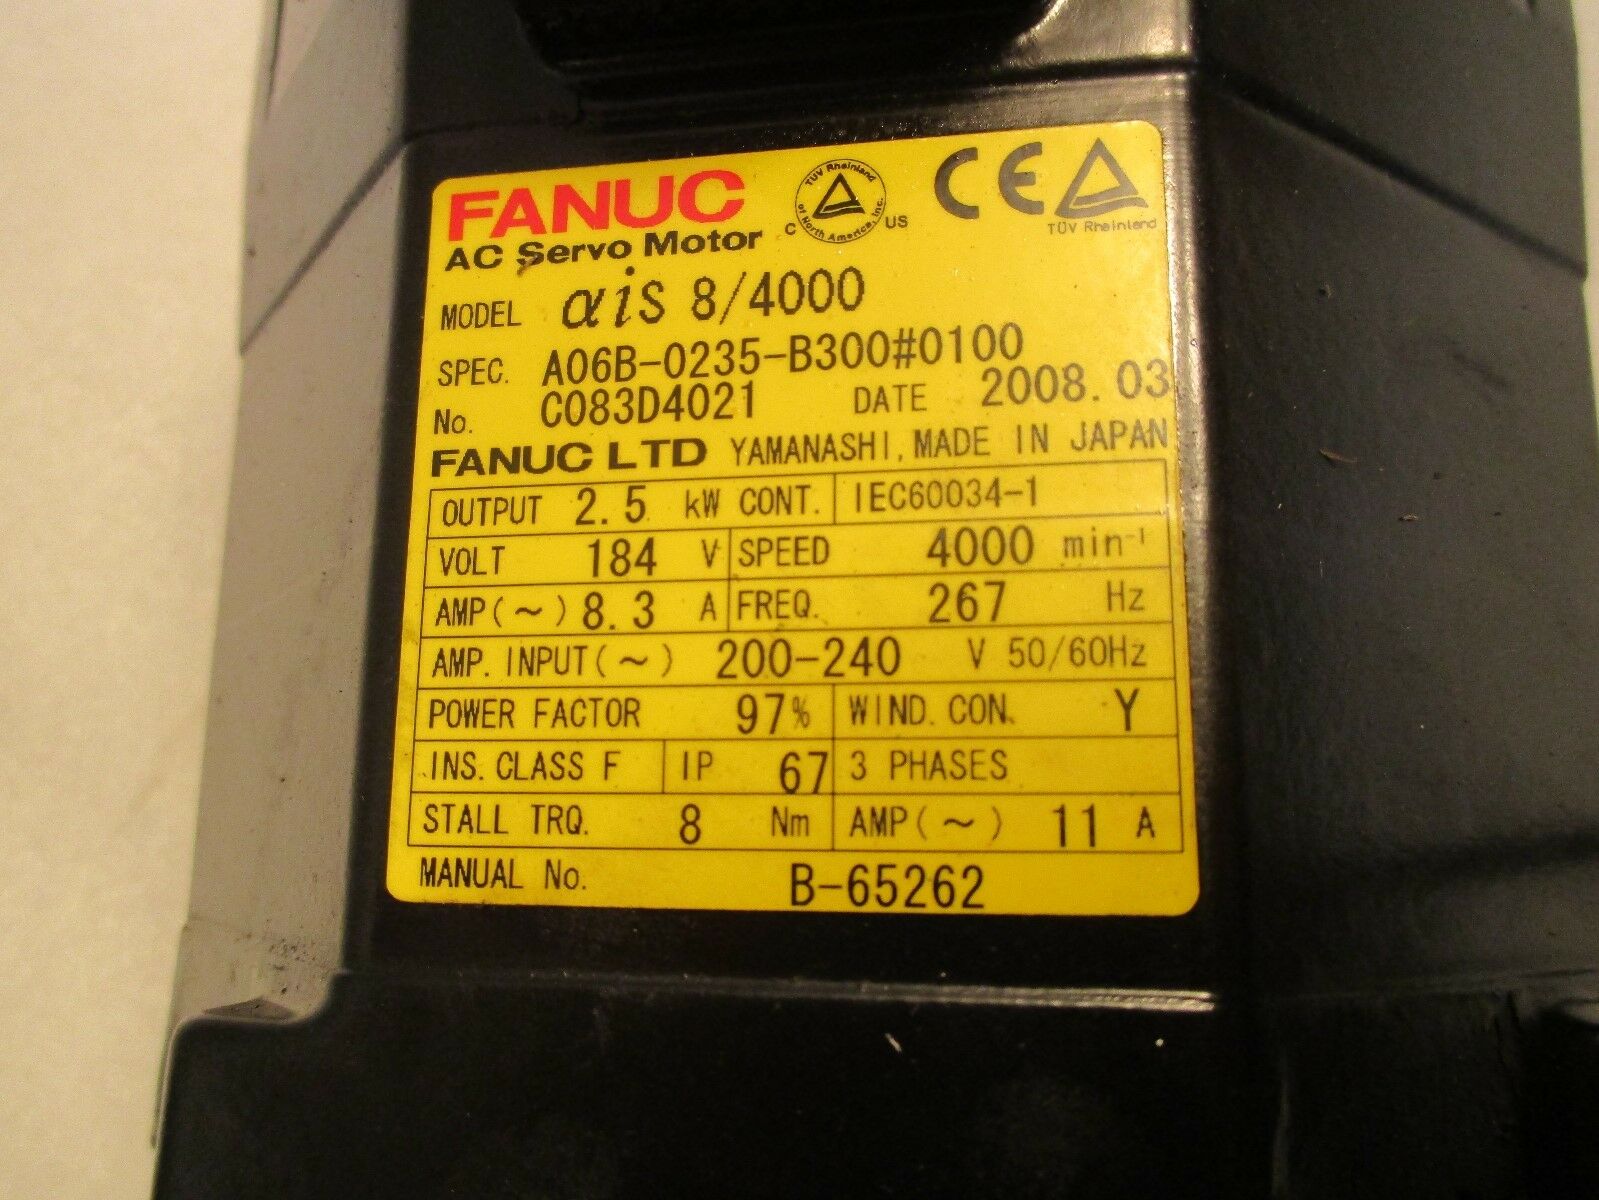 FANUC
AC Servo Motor
TÜV Rheinland of North America, Inc.
C US
CE
TÜV Rheinland
MODEL αiS 8/4000
SPEC. A06B-0235-B300#0100
No. C083D4021 DATE 2008.03
FANUC LTD YAMANASHI, MADE IN JAPAN
OUTPUT 2.5 kW CONT. IEC60034-1
VOLT 184 V SPEED 4000 min⁻¹
AMP(~) 8.3 A FREQ. 267 Hz
AMP. INPUT(~) 200-240 V 50/60Hz
POWER FACTOR 97% WIND. CON. Y
INS. CLASS F IP 67 3 PHASES
STALL TRQ. 8 Nm AMP(~) 11 A
MANUAL No. B-65262